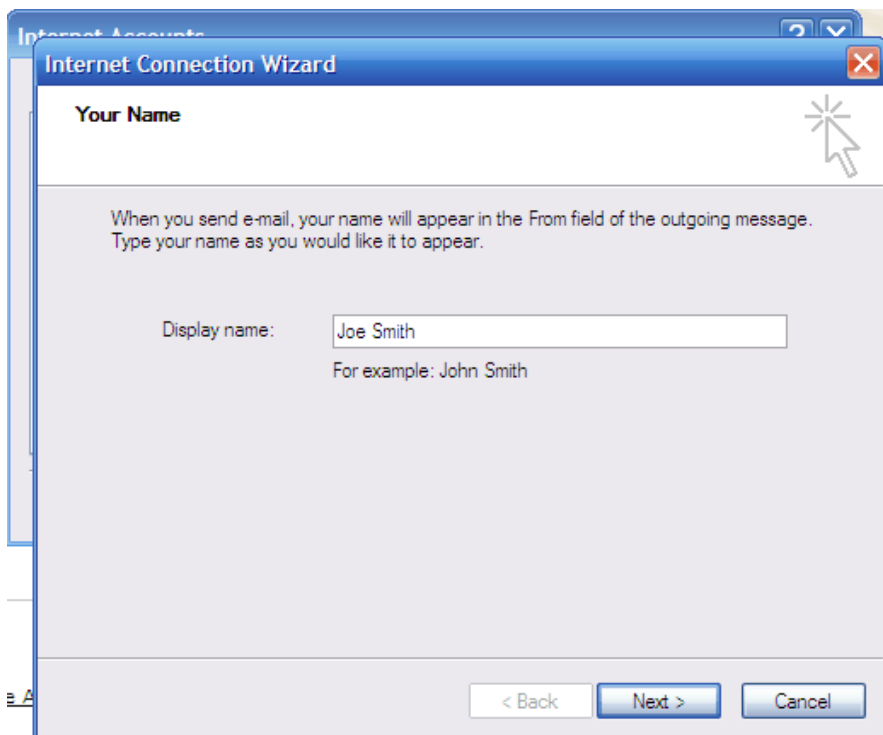 Internet Accounts
Internet Connection Wizard
Your Name
When you send e-mail, your name will appear in the From field of the outgoing message.
Type your name as you would like it to appear.
Display name: Joe Smith
For example: John Smith
e A
< Back Next > Cancel